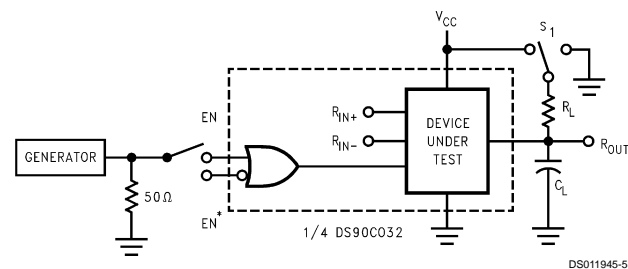 V_CC
S_1
EN
R_IN+
R_IN−
DEVICE
UNDER
TEST
R_L
R_OUT
GENERATOR
50Ω
C_L
EN*
1/4 DS90C032
DS011945-5